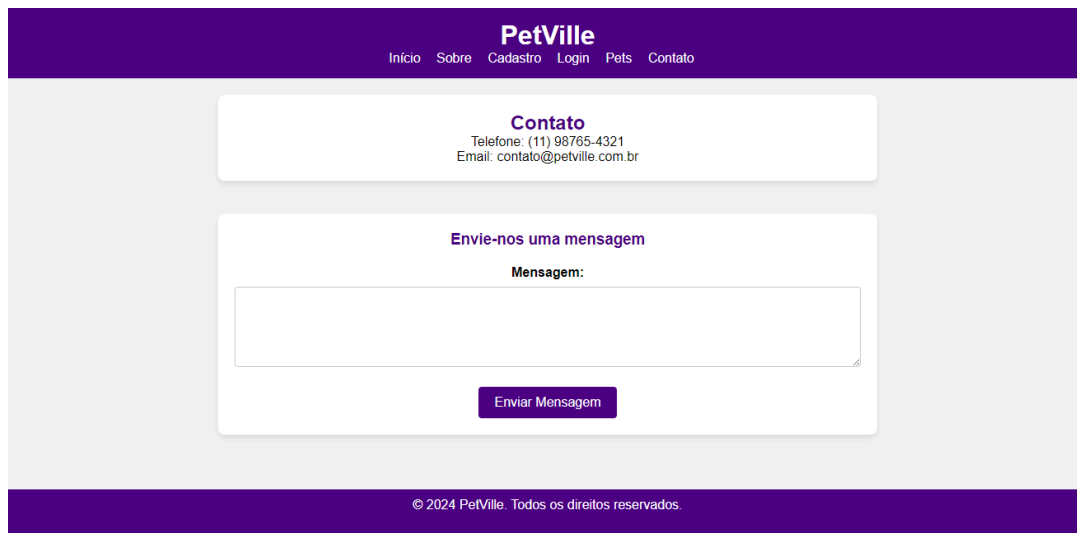 PetVille
Início Sobre Cadastro Login Pets Contato
Contato
Telefone: (11) 98765-4321
Email: contato@petville.com.br
Envie-nos uma mensagem
Mensagem:
Enviar Mensagem
© 2024 PetVille. Todos os direitos reservados.